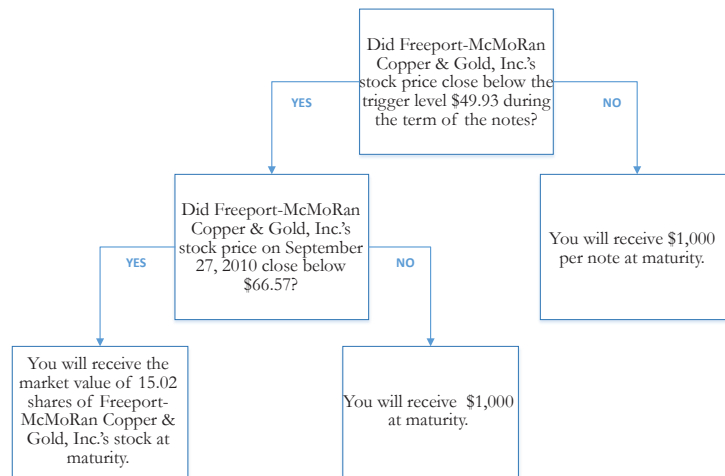 Did Freeport-McMoRan
Copper & Gold, Inc.'s
stock price close below the
trigger level $49.93 during
the term of the notes?
YES
NO
Did Freeport-McMoRan
Copper & Gold, Inc.'s
stock price on September
27, 2010 close below
$66.57?
You will receive $1,000
per note at maturity.
YES
NO
You will receive the
market value of 15.02
shares of Freeport-
McMoRan Copper &
Gold, Inc.'s stock at
maturity.
You will receive $1,000
at maturity.